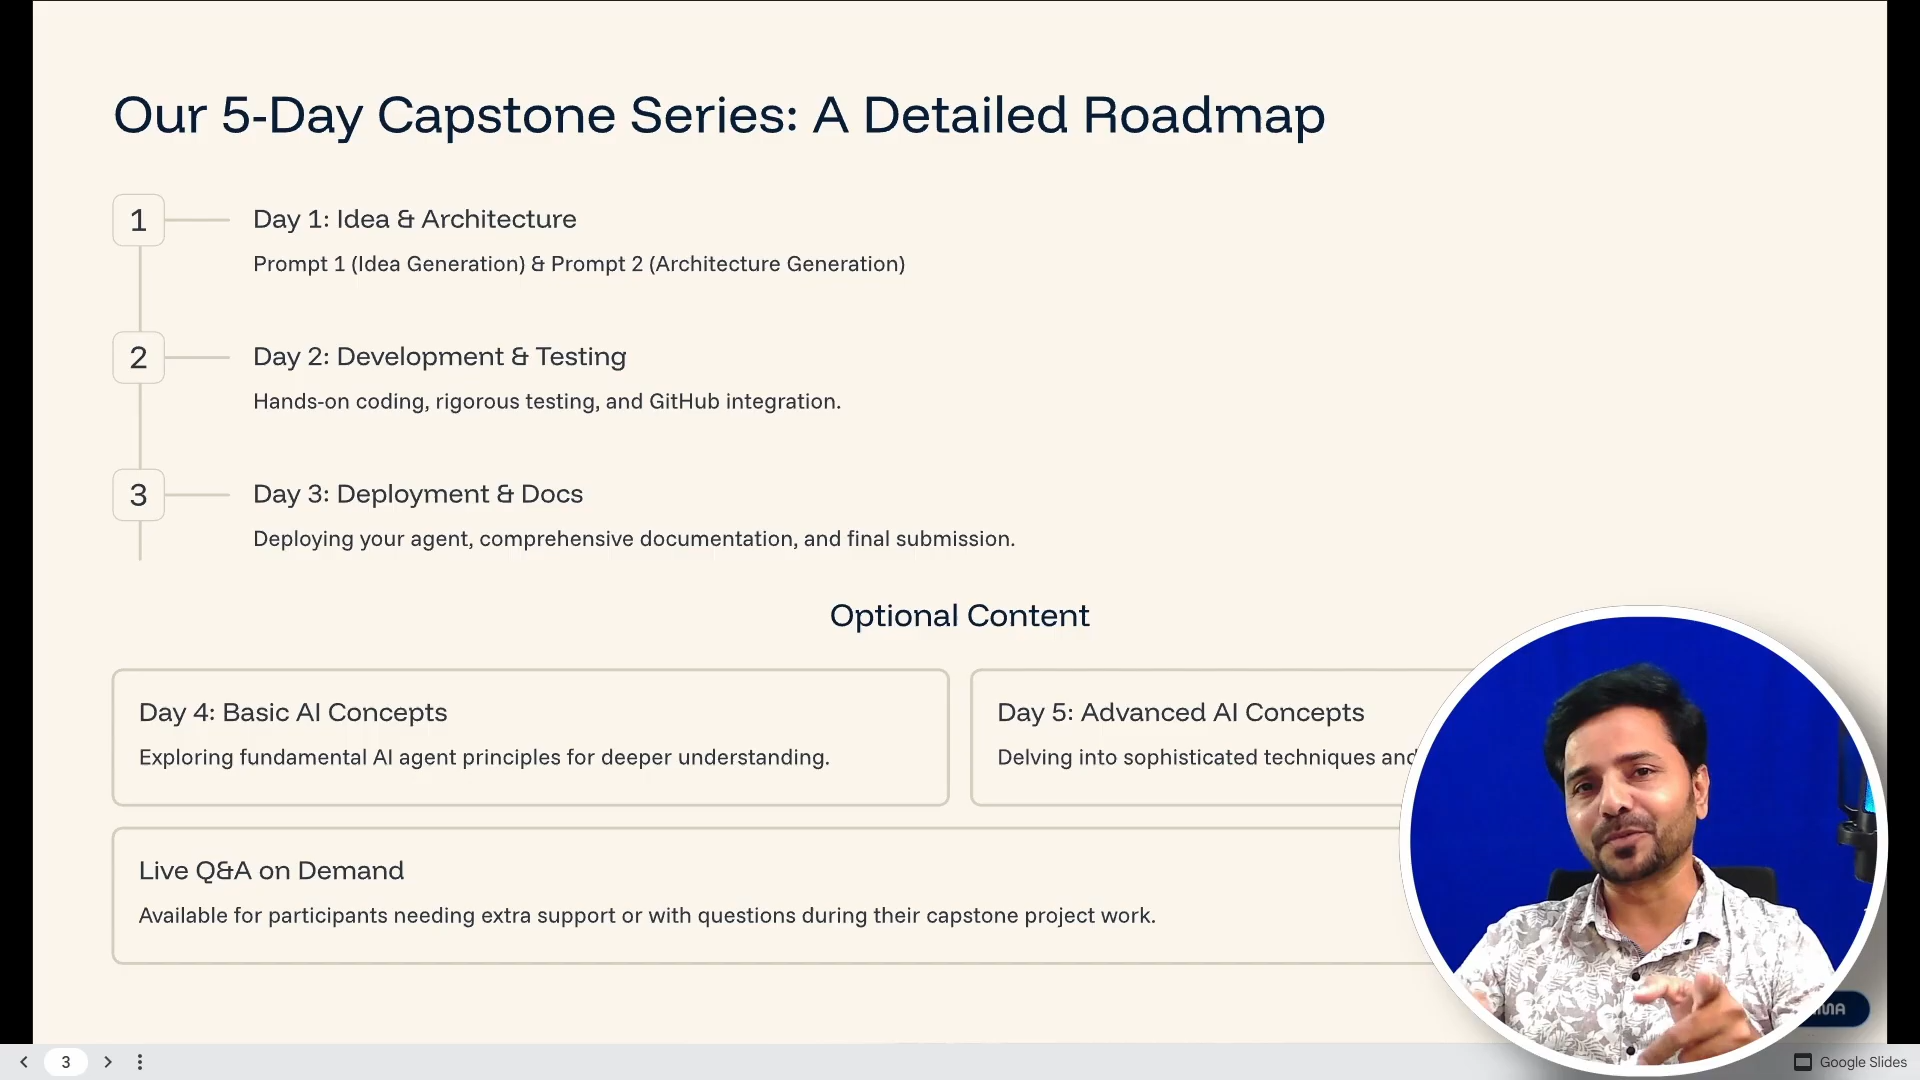 Our 5-Day Capstone Series: A Detailed Roadmap
1
Day 1: Idea & Architecture
Prompt 1 (Idea Generation) & Prompt 2 (Architecture Generation)
2
Day 2: Development & Testing
Hands-on coding, rigorous testing, and GitHub integration.
3
Day 3: Deployment & Docs
Deploying your agent, comprehensive documentation, and final submission.
Optional Content
Day 4: Basic AI Concepts
Exploring fundamental AI agent principles for deeper understanding.
Day 5: Advanced AI Concepts
Delving into sophisticated techniques and
Live Q&A on Demand
Available for participants needing extra support or with questions during their capstone project work.
3
Google Slides